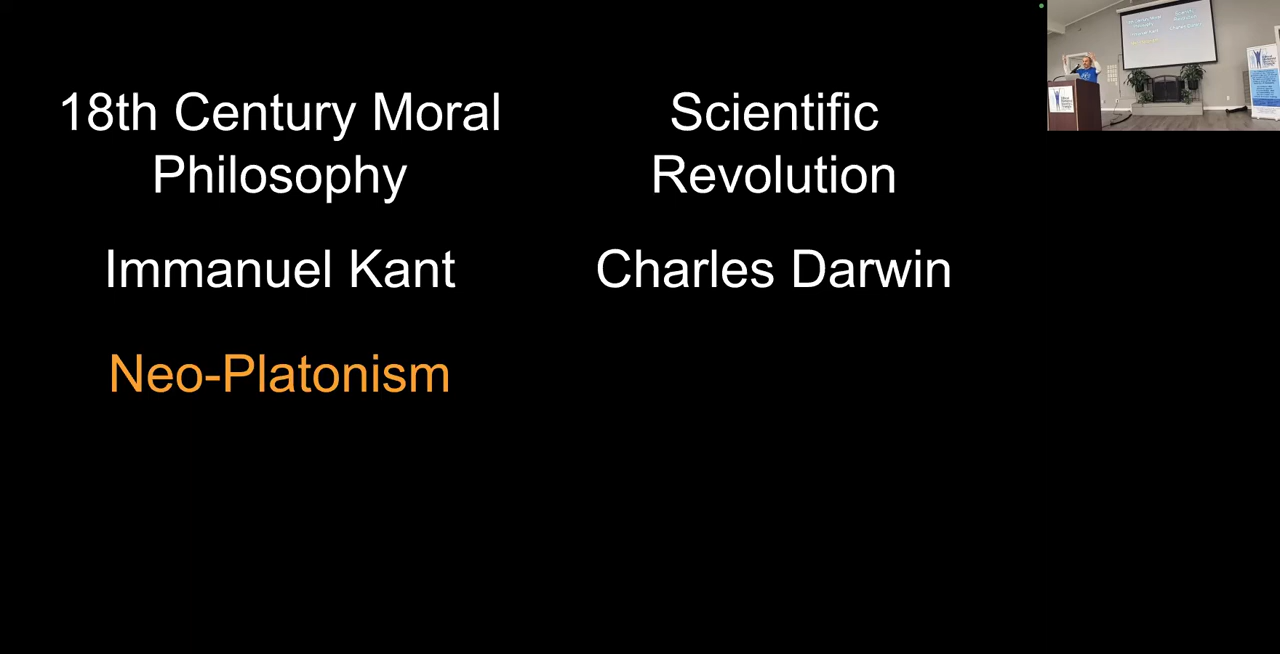 18th Century Moral
Philosophy
Immanuel Kant
Neo-Platonism
Scientific
Revolution
Charles Darwin